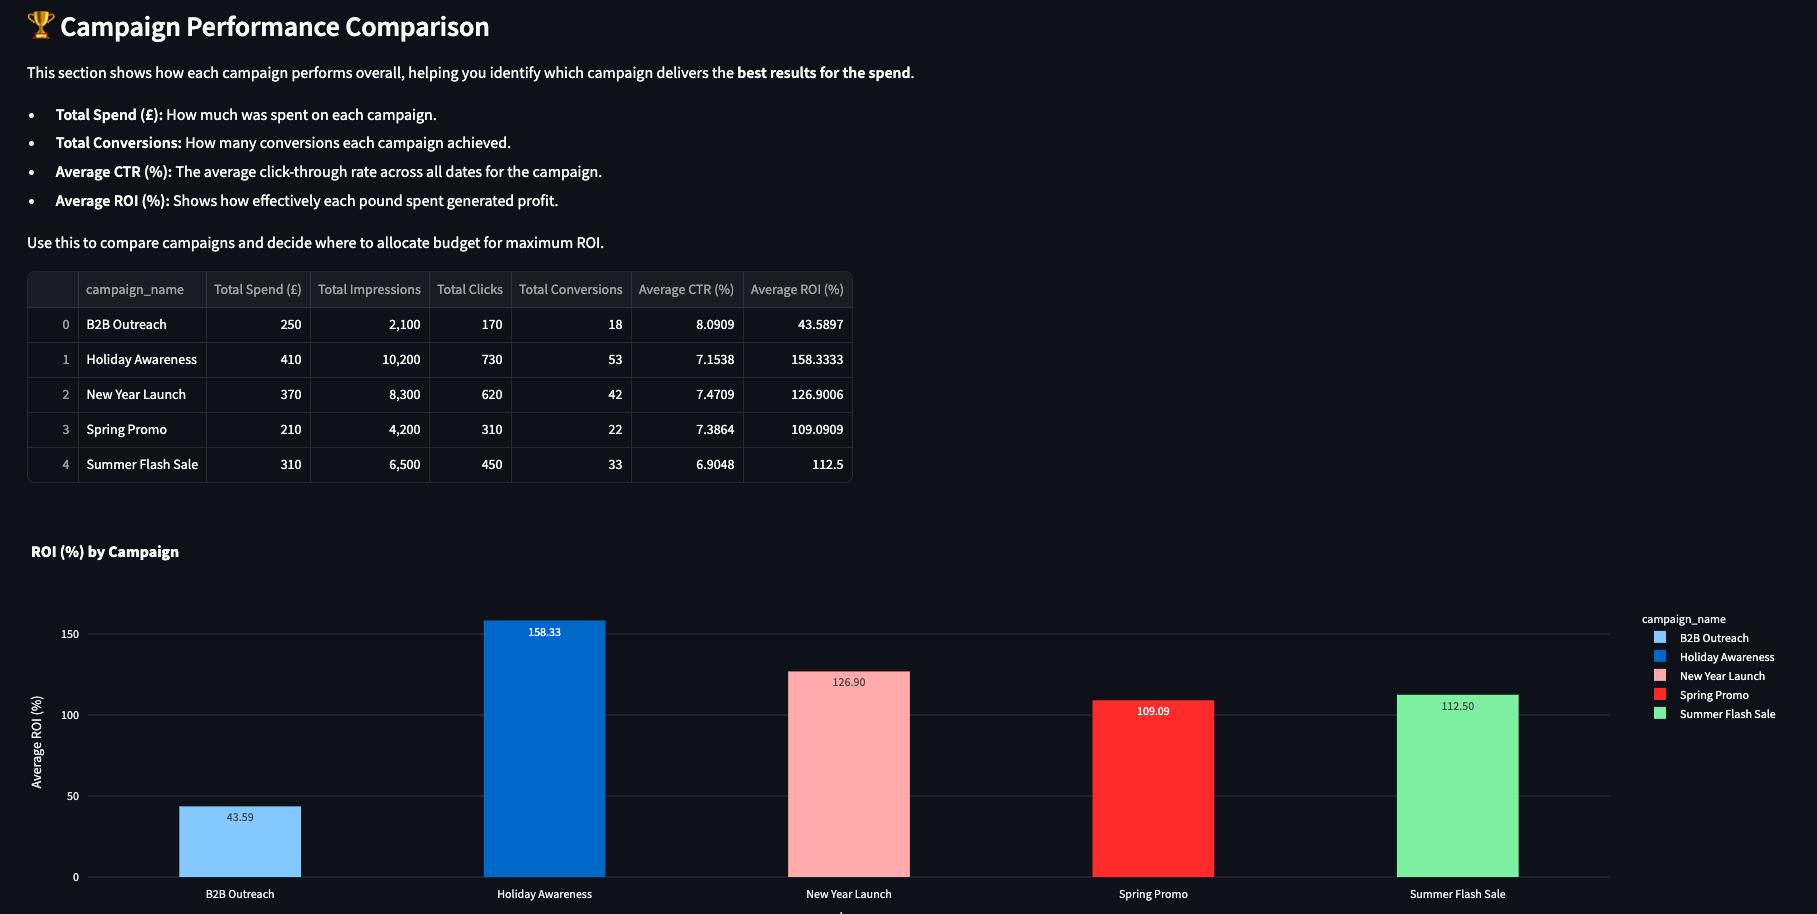 🏆 Campaign Performance Comparison
This section shows how each campaign performs overall, helping you identify which campaign delivers the best results for the spend.
• Total Spend (£): How much was spent on each campaign.
• Total Conversions: How many conversions each campaign achieved.
• Average CTR (%): The average click-through rate across all dates for the campaign.
• Average ROI (%): Shows how effectively each pound spent generated profit.
Use this to compare campaigns and decide where to allocate budget for maximum ROI.
campaign_name Total Spend (£) Total Impressions Total Clicks Total Conversions Average CTR (%) Average ROI (%)
0 B2B Outreach 250 2,100 170 18 8.0909 43.5897
1 Holiday Awareness 410 10,200 730 53 7.1538 158.3333
2 New Year Launch 370 8,300 620 42 7.4709 126.9006
3 Spring Promo 210 4,200 310 22 7.3864 109.0909
4 Summer Flash Sale 310 6,500 450 33 6.9048 112.5
ROI (%) by Campaign
Average ROI (%)
150
100
50
0
43.59
158.33
126.90
109.09
112.50
B2B Outreach
Holiday Awareness
New Year Launch
Spring Promo
Summer Flash Sale
campaign_name
B2B Outreach
Holiday Awareness
New Year Launch
Spring Promo
Summer Flash Sale